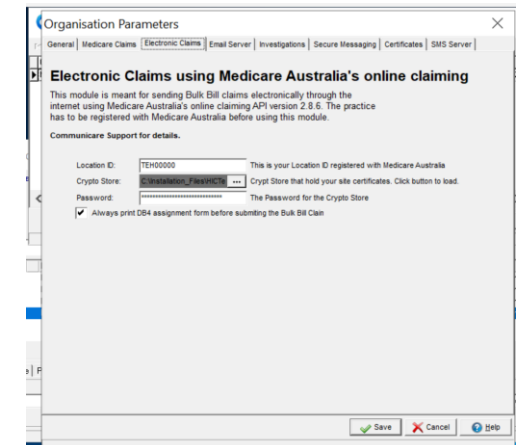 Organisation Parameters
General Medicare Claims Electronic Claims Email Server Investigations Secure Messaging Certificates SMS Server
Electronic Claims using Medicare Australia's online claiming
This module is meant for sending Bulk Bill claims electronically through the
internet using Medicare Australia's online claiming API version 2.8.6. The practice
has to be registered with Medicare Australia before using this module.
Communicare Support for details.
Location ID: TEH00000 This is your Location ID registered with Medicare Australia
Crypto Store: C:\Installation_Files\HICTe ... Crypt Store that hold your site certificates. Click button to load.
Password: The Password for the Crypto Store
Always print DB4 assignment form before submiting the Bulk Bill Clain
Save Cancel Help